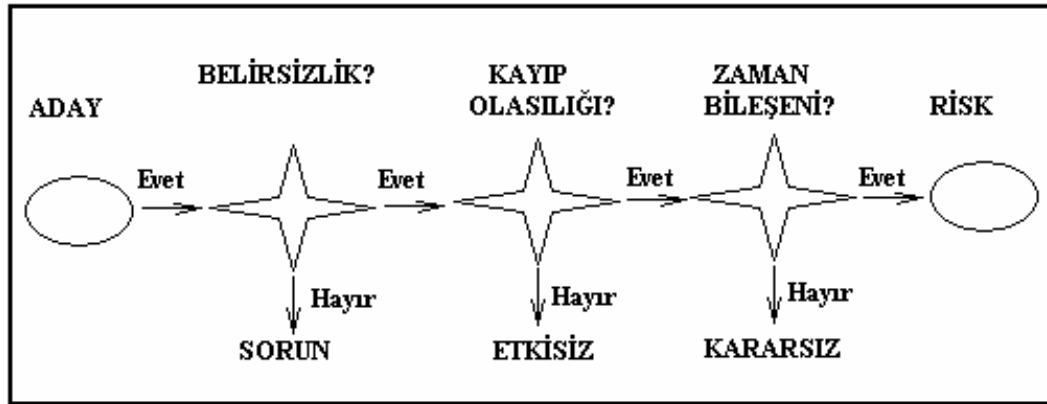 BELİRSİZLİK?
KAYIP
OLASILIĞI?
ZAMAN
BİLEŞENİ?
ADAY
RİSK
Evet
Evet
Evet
Evet
Hayır
Hayır
Hayır
SORUN
ETKİSİZ
KARARSIZ